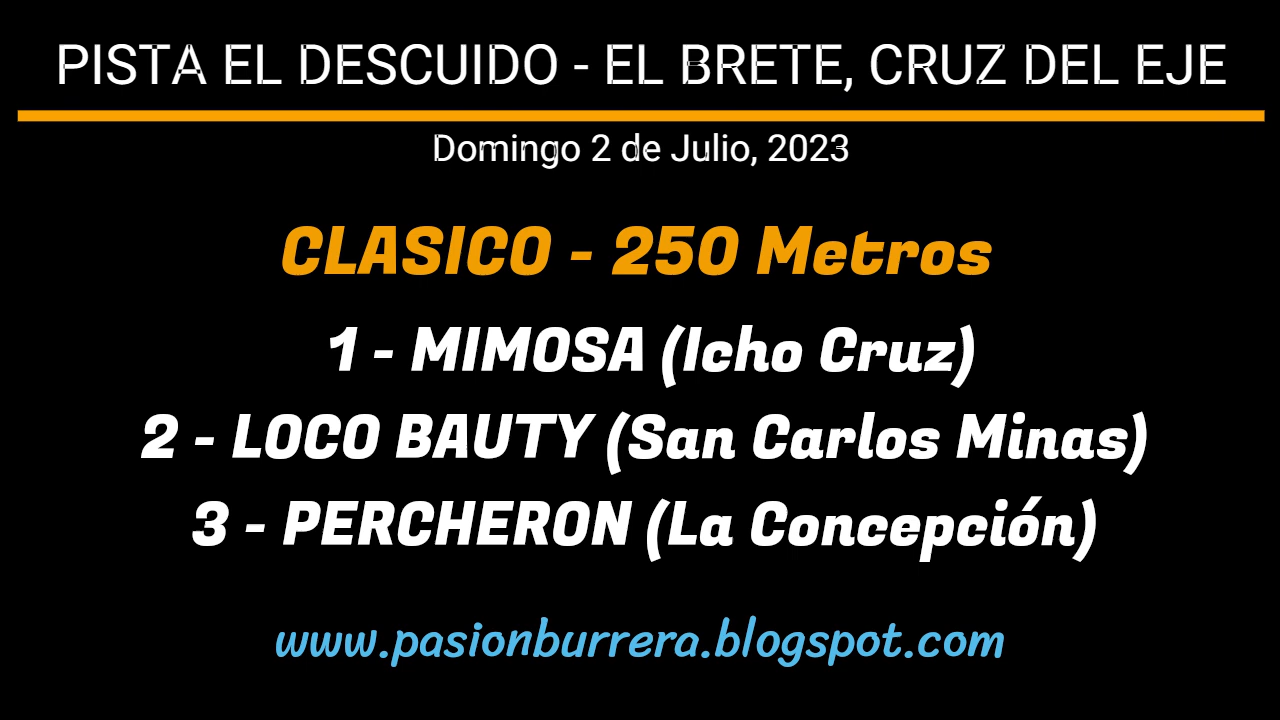 PISTA EL DESCUIDO - EL BRETE, CRUZ DEL EJE
Domingo 2 de Julio, 2023
CLASICO - 250 Metros
1 - MIMOSA (Icho Cruz)
2 - LOCO BAUTY (San Carlos Minas)
3 - PERCHERON (La Concepción)
www.pasionburrera.blogspot.com